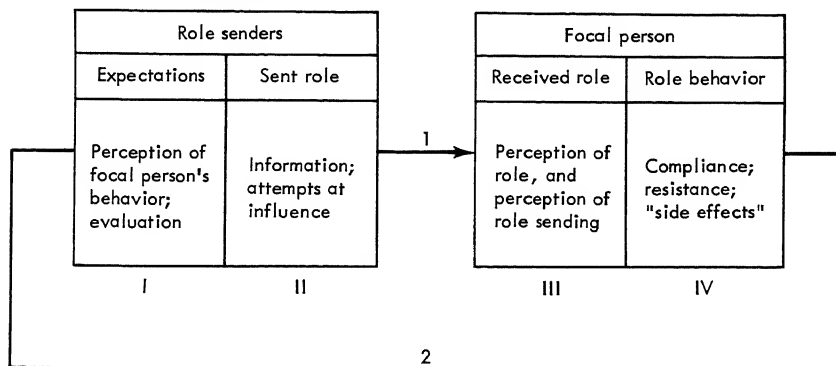 Role senders
Expectations
Sent role
Perception of
focal person's
behavior;
evaluation
Information;
attempts at
influence
I
II
1
Focal person
Received role
Role behavior
Perception of
role, and
perception of
role sending
Compliance;
resistance;
"side effects"
III
IV
2